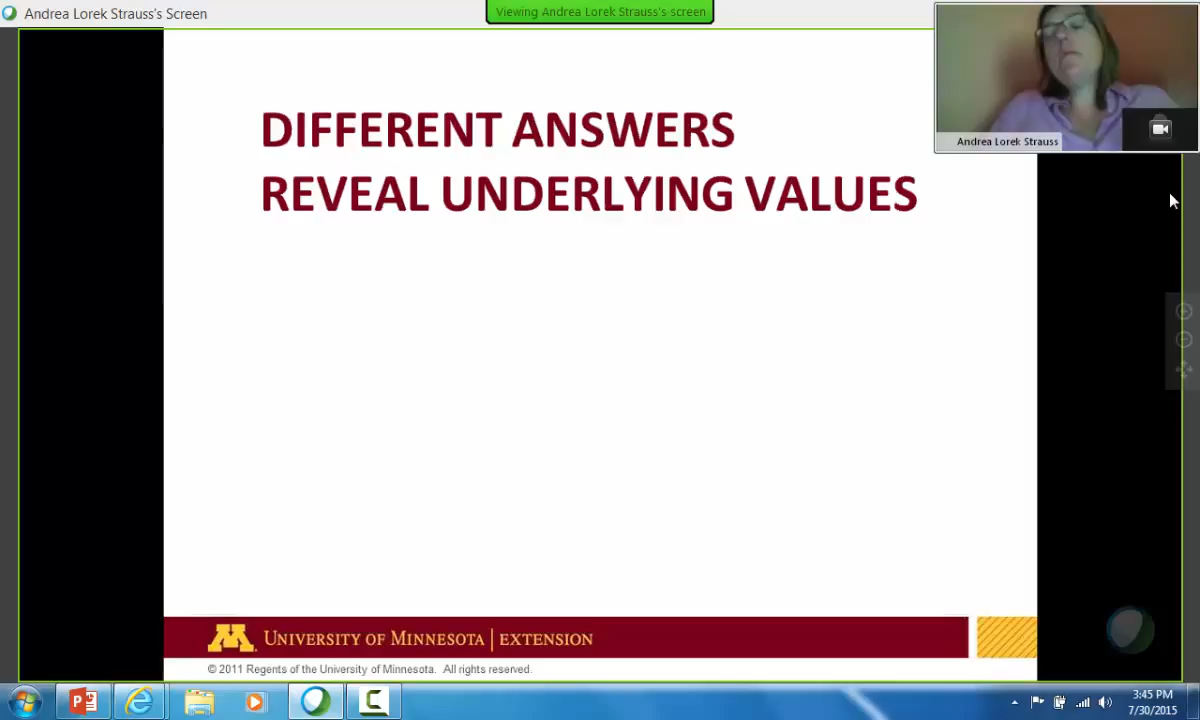 Andrea Lorek Strauss's Screen
Viewing Andrea Lorek Strauss's-screen
Andrea Lorek Strauss
DIFFERENT ANSWERS
REVEAL UNDERLYING VALUES
M
UNIVERSITY OF MINNESOTA | EXTENSION
© 2011 Regents of the University of Minnesota. All rights reserved.
3:45 PM
7/30/2015